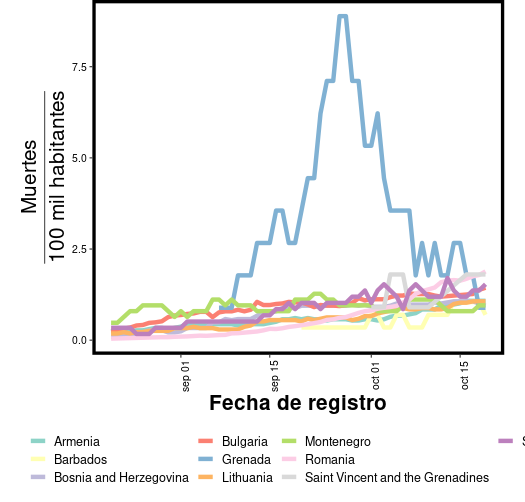 Muertes
100 mil habitantes
7.5
5.0
2.5
0.0
sep 01
sep 15
oct 01
oct 15
Fecha de registro
Armenia
Bulgaria
Montenegro
S
Barbados
Grenada
Romania
Bosnia and Herzegovina
Lithuania
Saint Vincent and the Grenadines